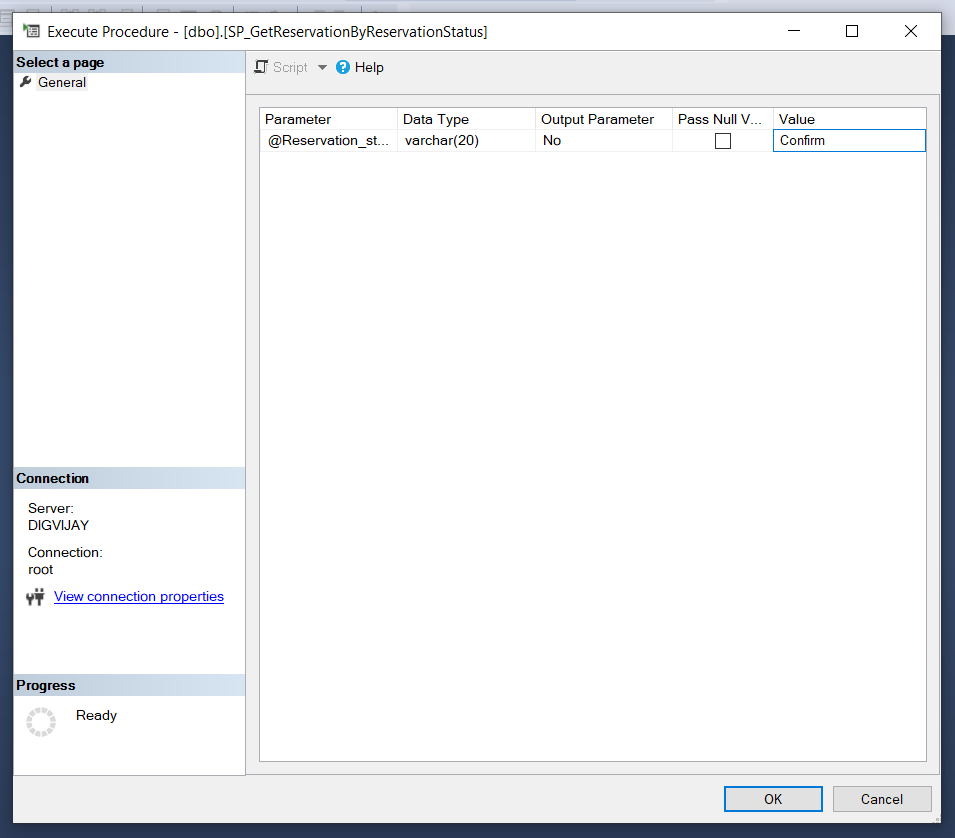 Execute Procedure - [dbo].[SP_GetReservationByReservationStatus]
Select a page
General
Script
Help
Parameter Data Type Output Parameter Pass Null V... Value
@Reservation_st... varchar(20) No Confirm
Connection
Server:
DIGVIJAY
Connection:
root
View connection properties
Progress
Ready
OK Cancel